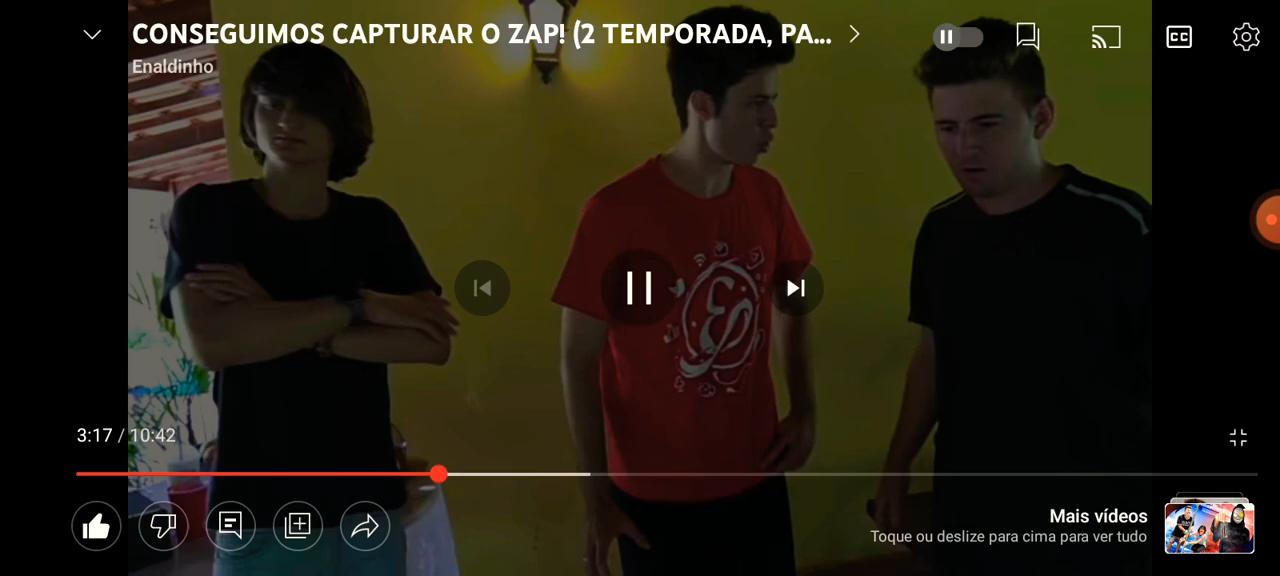 CONSEGUIMOS CAPTURAR O ZAP! (2 TEMPORADA, PA...
Enaldinho
CC
3:17 / 10:42
Mais vídeos
Toque ou deslize para cima para ver tudo